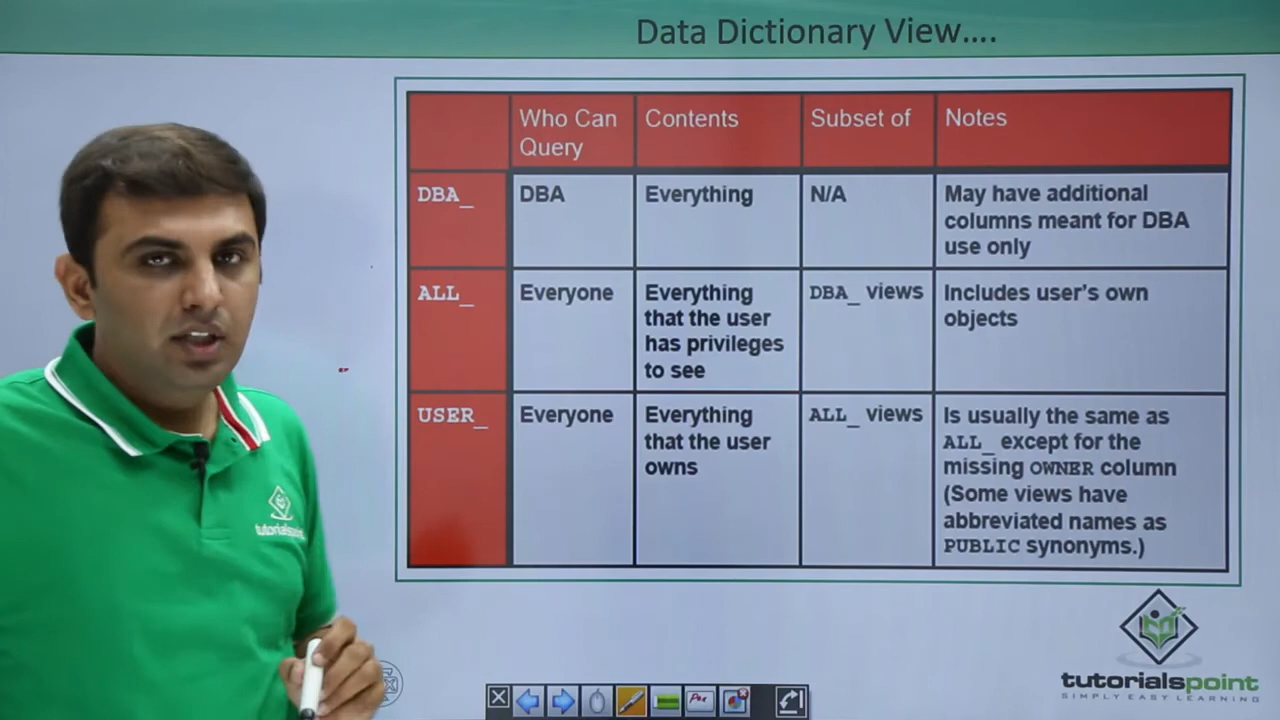 Data Dictionary View....
Who Can
Query
Contents
Subset of
Notes
DBA_
DBA
Everything
N/A
May have additional
columns meant for DBA
use only
ALL_
Everyone
Everything
that the user
has privileges
to see
DBA_ views
Includes user's own
objects
USER_
Everyone
Everything
that the user
owns
ALL_ views
Is usually the same as
ALL_ except for the
missing OWNER column
(Some views have
abbreviated names as
PUBLIC synonyms.)
tutorialspoint
tutorialspoint
SIMPLY EASY LEARNING